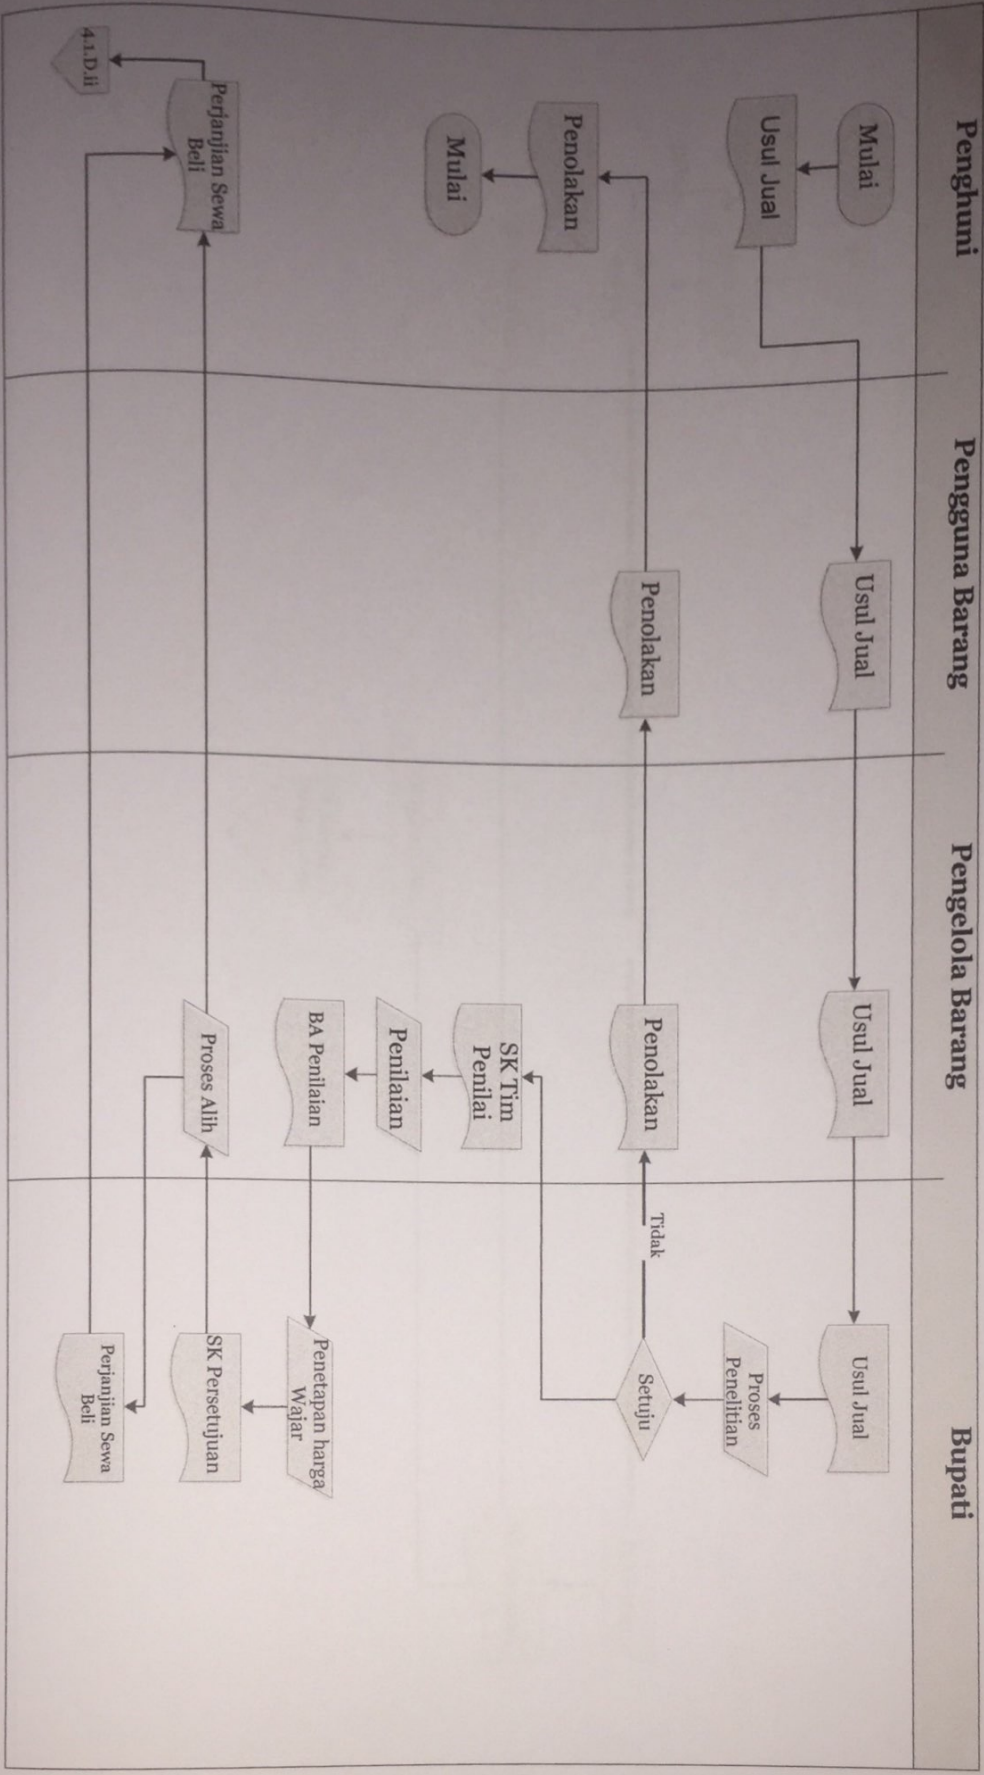 Penghuni
Pengguna Barang
Pengelola Barang
Bupati
Mulai
Usul Jual
Usul Jual
Usul Jual
Usul Jual
Proses
Penelitian
Setuju
Tidak
Penolakan
Penolakan
Penolakan
Mulai
SK Tim
Penilai
Penilaian
BA Penilaian
Penetapan harga
Wajar
SK Persetujuan
Proses Alih
Perjanjian Sewa
Beli
Perjanjian Sewa
Beli
4.1.D.ii